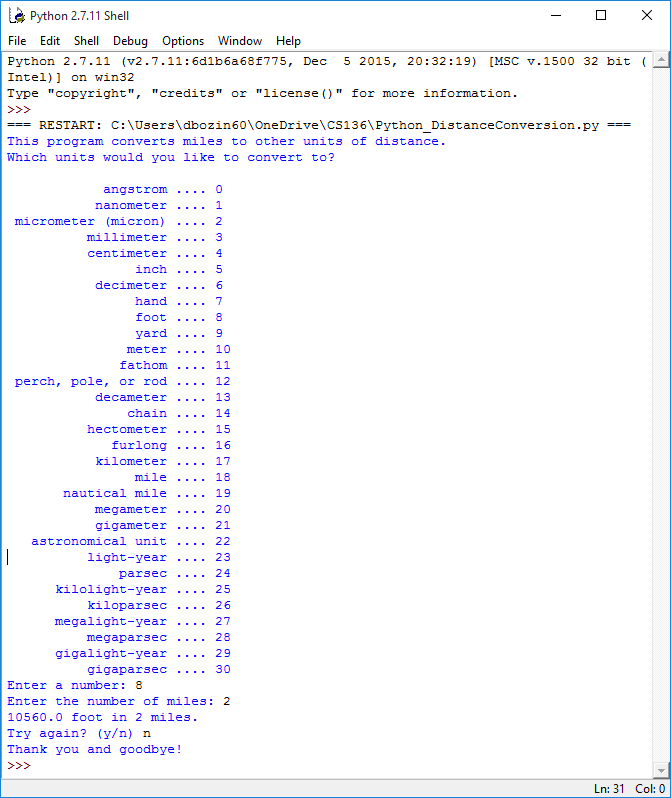 Python 2.7.11 Shell
File Edit Shell Debug Options Window Help
Python 2.7.11 (v2.7.11:6d1b6a68f775, Dec  5 2015, 20:32:19) [MSC v.1500 32 bit (
Intel)] on win32
Type "copyright", "credits" or "license()" for more information.
>>>
=== RESTART: C:\Users\dbozin60\OneDrive\CS136\Python_DistanceConversion.py ===
This program converts miles to other units of distance.
Which units would you like to convert to?
angstrom .... 0
nanometer .... 1
micrometer (micron) .... 2
millimeter .... 3
centimeter .... 4
inch .... 5
decimeter .... 6
hand .... 7
foot .... 8
yard .... 9
meter .... 10
fathom .... 11
perch, pole, or rod .... 12
decameter .... 13
chain .... 14
hectometer .... 15
furlong .... 16
kilometer .... 17
mile .... 18
nautical mile .... 19
megameter .... 20
gigameter .... 21
astronomical unit .... 22
light-year .... 23
parsec .... 24
kilolight-year .... 25
kiloparsec .... 26
megalight-year .... 27
megaparsec .... 28
gigalight-year .... 29
gigaparsec .... 30
Enter a number: 8
Enter the number of miles: 2
10560.0 foot in 2 miles.
Try again? (y/n) n
Thank you and goodbye!
>>>
Ln: 31 Col: 0